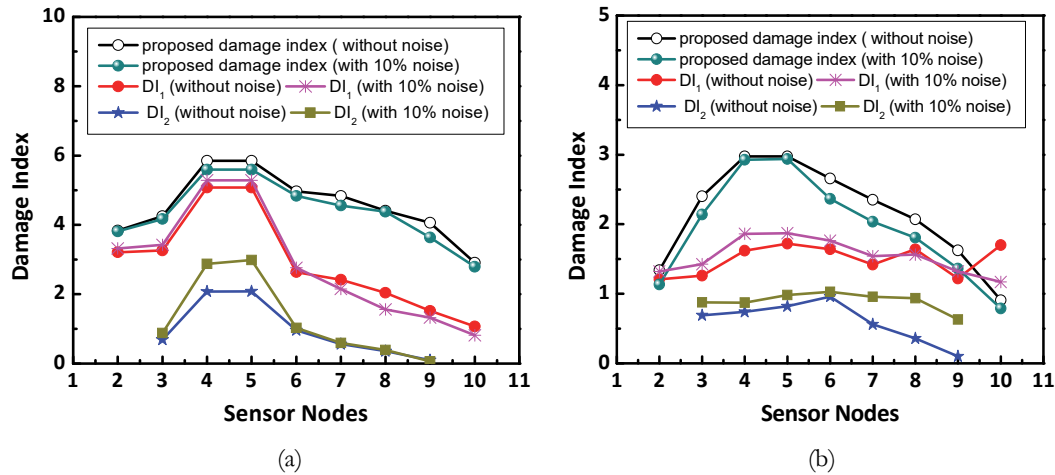 10
8
6
4
2
0
Damage Index
proposed damage index ( without noise)
proposed damage index (with 10% noise)
DI1 (without noise) DI1 (with 10% noise)
DI2 (without noise) DI2 (with 10% noise)
1 2 3 4 5 6 7 8 9 10 11
Sensor Nodes
(a)
5
4
3
2
1
0
Damage Index
proposed damage index ( without noise)
proposed damage index (with 10% noise)
DI1 (without noise) DI1 (with 10% noise)
DI2 (without noise) DI2 (with 10% noise)
1 2 3 4 5 6 7 8 9 10 11
Sensor Nodes
(b)